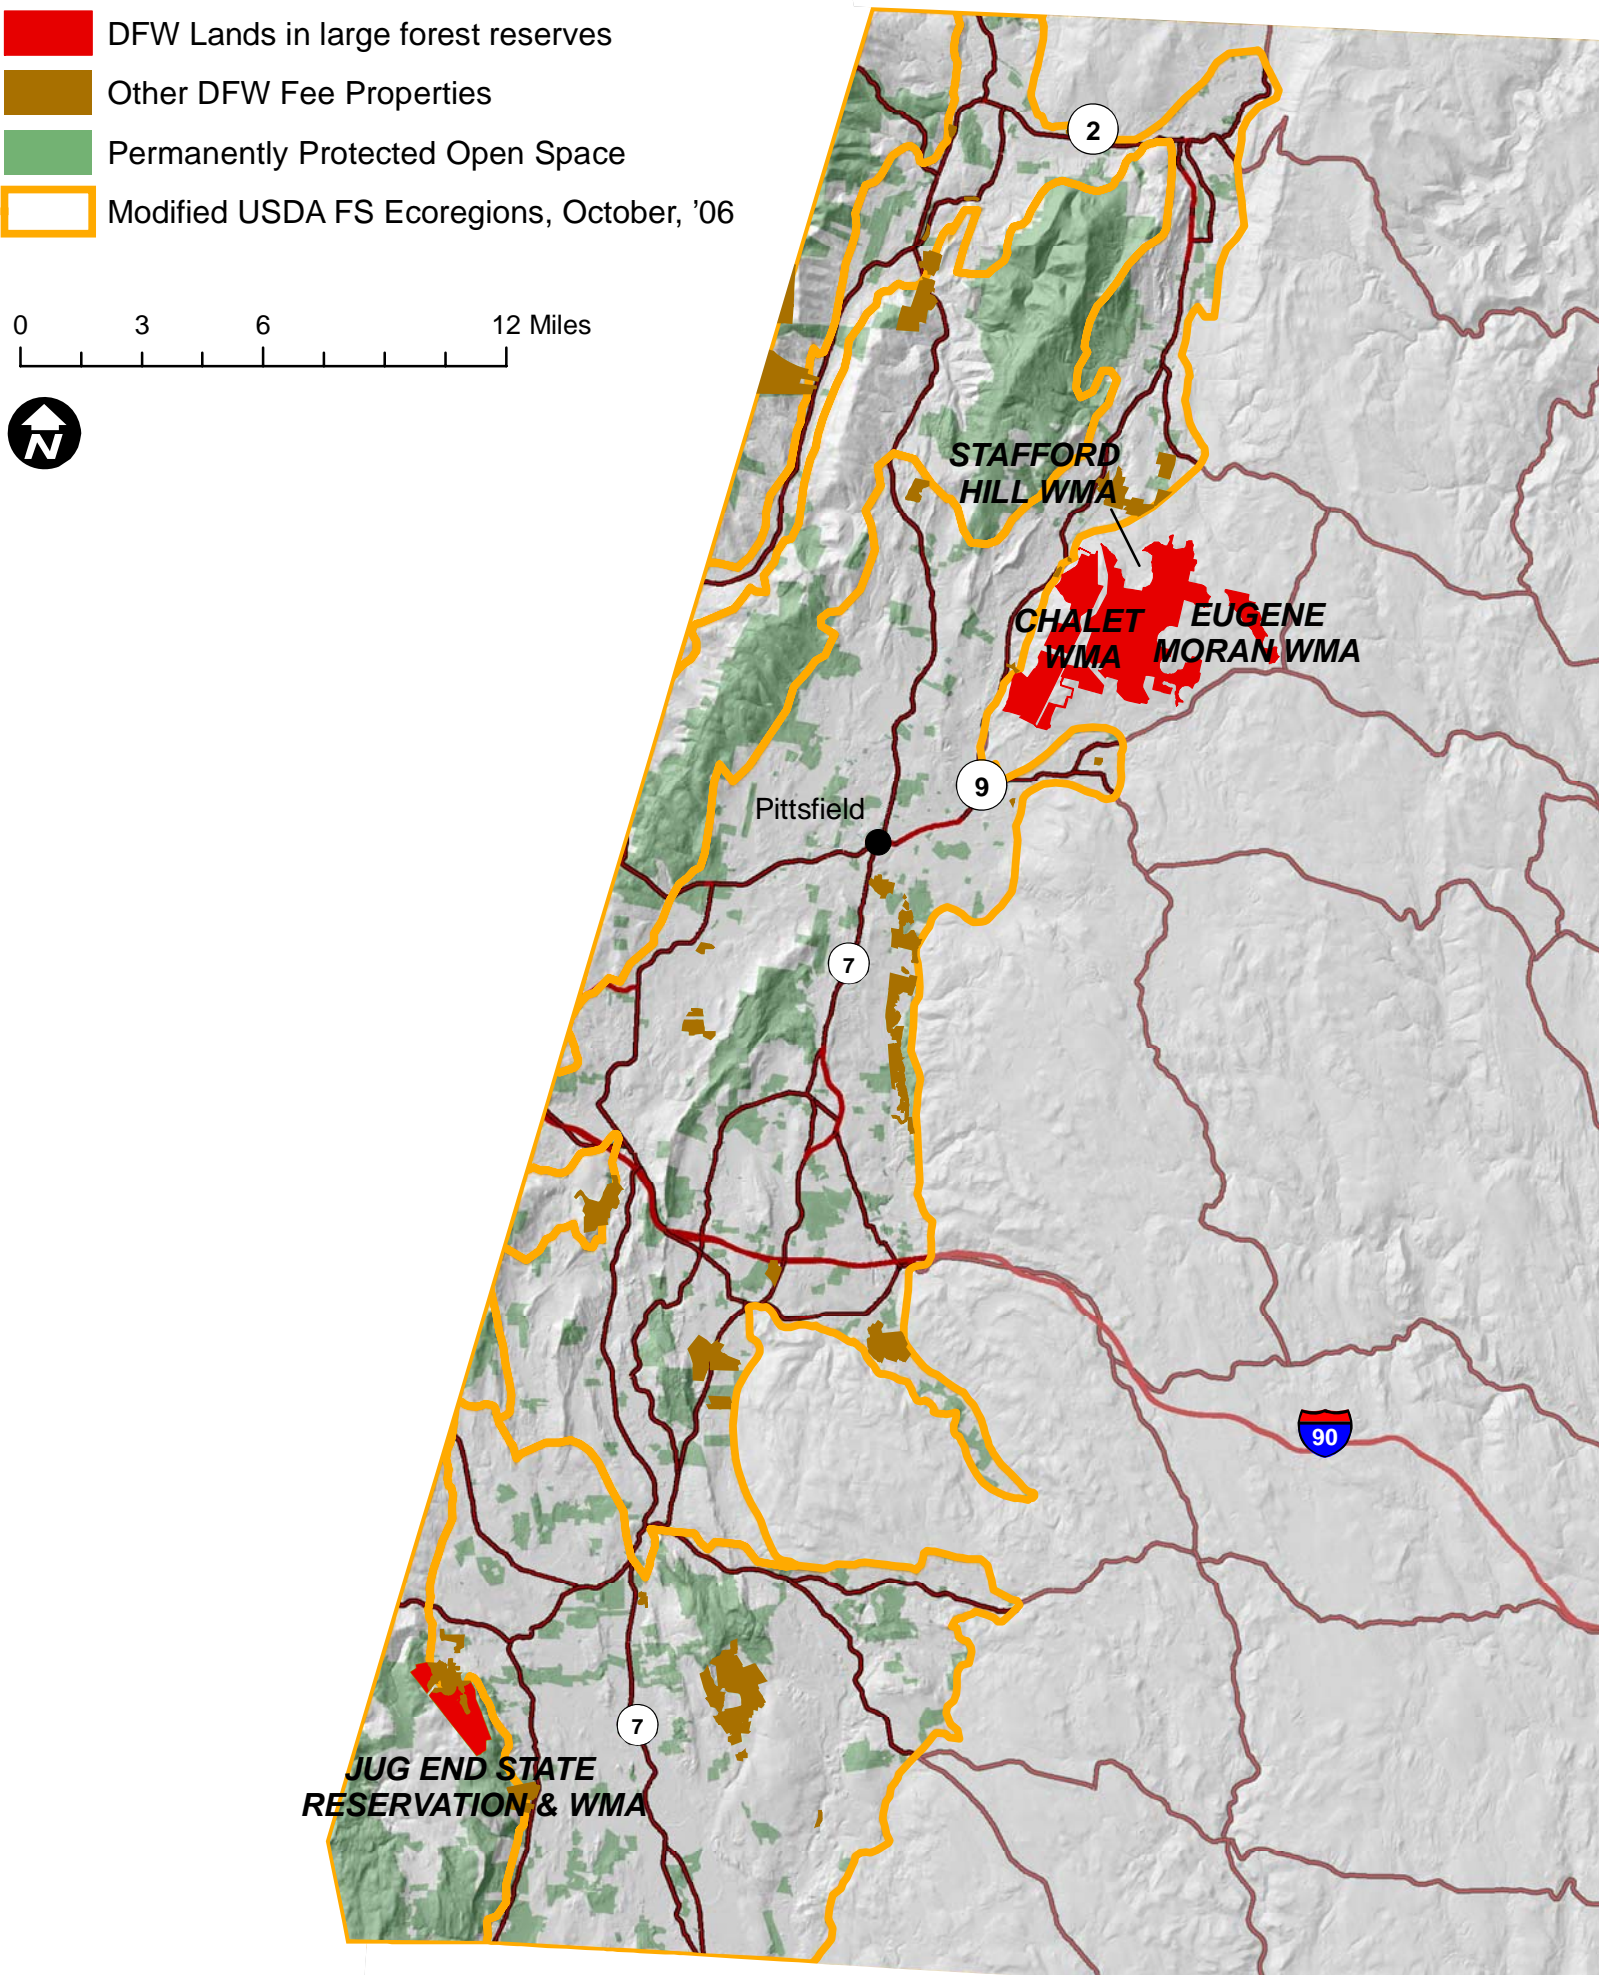 DFW Lands in large forest reserves
Other DFW Fee Properties
Permanently Protected Open Space
Modified USDA FS Ecoregions, October, ’06
0 3 6 12 Miles
N
2
STAFFORD
HILL WMA
CHALET
WMA
EUGENE
MORAN WMA
9
Pittsfield
7
90
7
JUG END STATE
RESERVATION & WMA